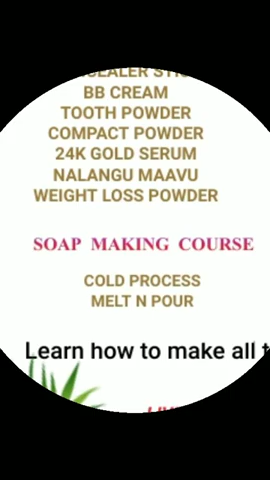 BB CREAM
TOOTH POWDER
COMPACT POWDER
24K GOLD SERUM
NALANGU MAAVU
WEIGHT LOSS POWDER
SOAP MAKING COURSE
COLD PROCESS
MELT N POUR
Learn how to make all